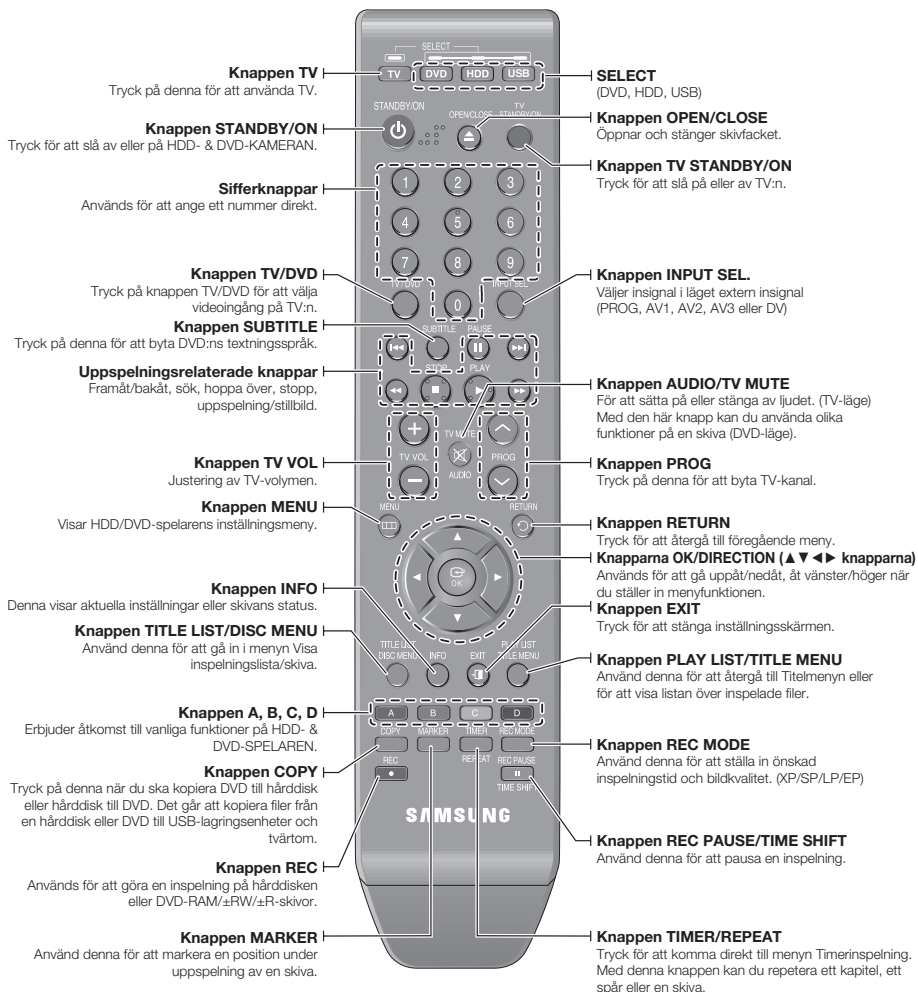 Knappen TV
Tryck på denna för att använda TV.
Knappen STANDBY/ON
Tryck för att slå av eller på HDD- & DVD-KAMERAN.
Sifferknappar
Används för att ange ett nummer direkt.
Knappen TV/DVD
Tryck på knappen TV/DVD för att välja
videoingång på TV:n.
Knappen SUBTITLE
Tryck på denna för att byta DVD:ns textningsspråk.
Uppspelningsrelaterade knappar
Framåt/bakåt, sök, hoppa över, stopp,
uppspelning/stillbild.
Knappen TV VOL
Justering av TV-volymen.
Knappen MENU
Visar HDD/DVD-spelarens inställningsmeny.
Knappen INFO
Denna visar aktuella inställningar eller skivans status.
Knappen TITLE LIST/DISC MENU
Använd denna för att gå in i menyn Visa
inspelningslista/skiva.
Knappen A, B, C, D
Erbjuder åtkomst till vanliga funktioner på HDD- &
DVD-SPELAREN.
Knappen COPY
Tryck på denna när du ska kopiera DVD till hårddisk
eller hårddisk till DVD. Det går att kopiera filer från
en hårddisk eller DVD till USB-lagringsenheter och
tvärtom.
Knappen REC
Används för att göra en inspelning på hårddisken
eller DVD-RAM/±RW/±R-skivor.
Knappen MARKER
Använd denna för att markera en position under
uppspelning av en skiva.
SELECT
TV DVD HDD USB
STANDBY/ON
OPEN/CLOSE
TV
STANDBY/ON
1 2 3
4 5 6
7 8 9
TV/DVD 0 INPUT SEL.
SUBTITLE PAUSE
STOP PLAY
TV MUTE
TV VOL PROG
AUDIO
MENU RETURN
OK
TITLE LIST PLAY LIST
DISC MENU INFO EXIT TITLE MENU
A B C D
COPY MARKER TIMER REC MODE
REC REPEAT REC PAUSE
TIME SHIFT
SAMSUNG
SELECT
(DVD, HDD, USB)
Knappen OPEN/CLOSE
Öppnar och stänger skivfacket.
Knappen TV STANDBY/ON
Tryck för att slå på eller av TV:n.
Knappen INPUT SEL.
Väljer insignal i läget extern insignal
(PROG, AV1, AV2, AV3 eller DV)
Knappen AUDIO/TV MUTE
För att sätta på eller stänga av ljudet. (TV-läge)
Med den här knapp kan du använda olika
funktioner på en skiva (DVD-läge).
Knappen PROG
Tryck på denna för att byta TV-kanal.
Knappen RETURN
Tryck för att återgå till föregående meny.
Knapparna OK/DIRECTION (▲▼◄► knapparna)
Används för att gå uppåt/nedåt, åt vänster/höger när
du ställer in menyfunktionen.
Knappen EXIT
Tryck för att stänga inställningsskärmen.
Knappen PLAY LIST/TITLE MENU
Använd denna för att återgå till Titelmenyn eller
för att visa listan över inspelade filer.
Knappen REC MODE
Använd denna för att ställa in önskad
inspelningstid och bildkvalitet. (XP/SP/LP/EP)
Knappen REC PAUSE/TIME SHIFT
Använd denna för att pausa en inspelning.
Knappen TIMER/REPEAT
Tryck för att komma direkt till menyn Timerinspelning.
Med denna knappen kan du repetera ett kapitel, ett
spår eller en skiva.